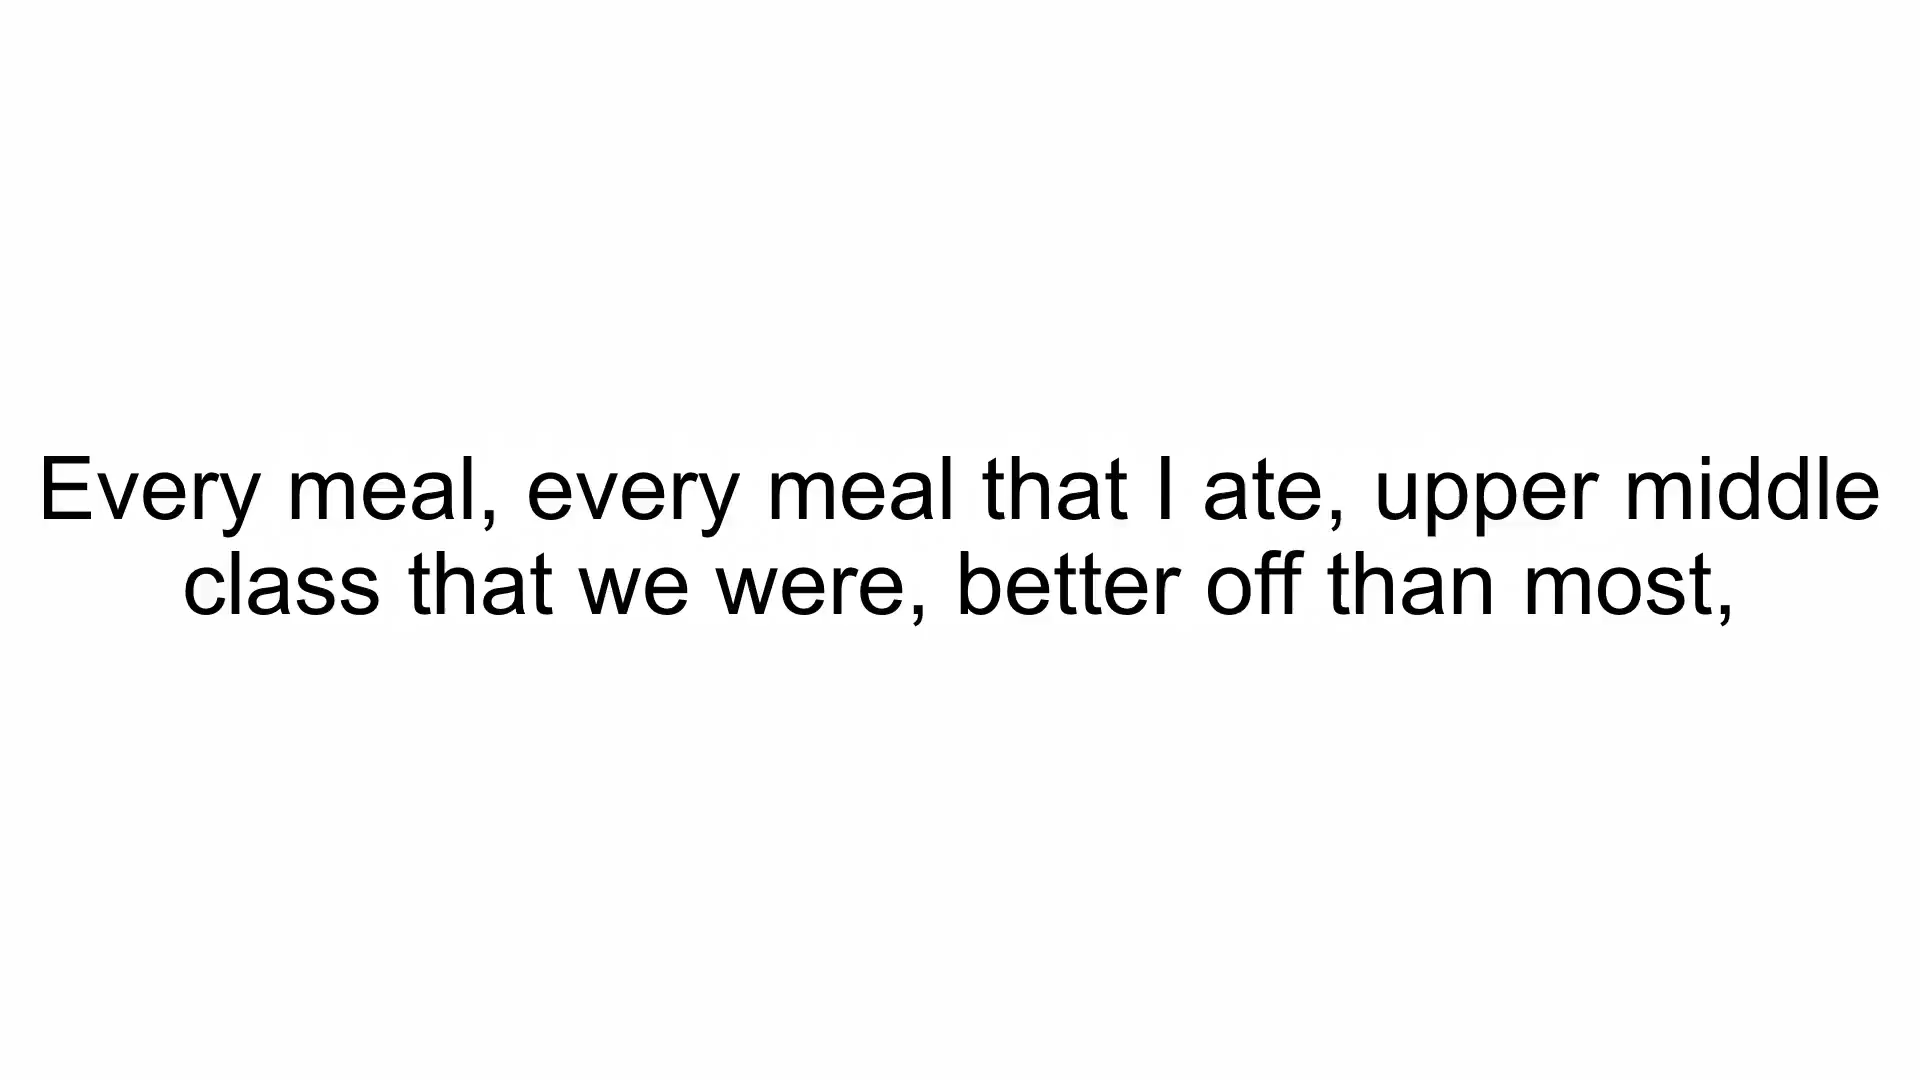 Every meal, every meal that I ate, upper middle
class that we were, better off than most,